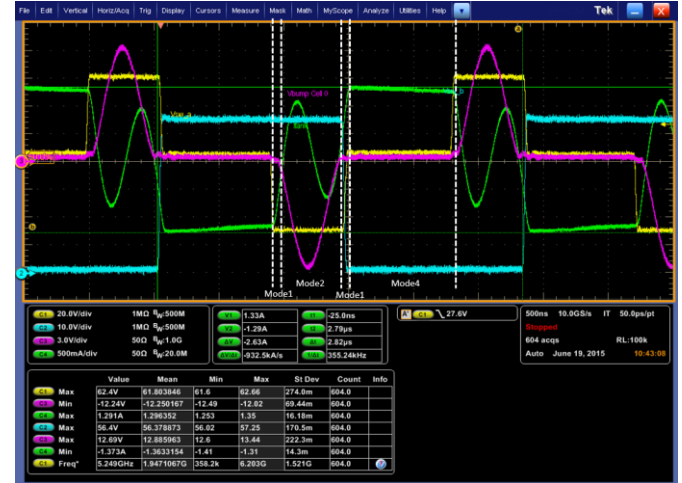 File Edit Vertical Horiz/Acq Trig Display Cursors Measure Mask Math MyScope Analyze Utilities Help Tek X
Vbump Cell 0
Vpw_a
Mode1 Mode2 Mode1 Mode4
C1 20.0V/div 1MΩ BW:500M
C2 10.0V/div 1MΩ BW:500M
C3 3.0V/div 50Ω BW:1.0G
C4 500mA/div 50Ω BW:20.0M
V1 1.33A t1 -25.0ns
V2 -1.29A t2 2.79µs
ΔV -2.63A Δt 2.82µs
ΔV/Δt -932.5kA/s 1/Δt 355.24kHz
A' C1 27.6V
500ns 10.0GS/s IT 50.0ps/pt
Stopped
604 acqs RL:100k
Auto June 19, 2015 10:43:08
Value Mean Min Max St Dev Count Info
C1 Max 62.4V 61.803846 61.6 62.66 274.0m 604.0
C3 Min -12.24V -12.250167 -12.49 -12.02 69.44m 604.0
C4 Max 1.291A 1.296352 1.253 1.35 16.18m 604.0
C2 Max 56.4V 56.378873 56.02 57.25 170.5m 604.0
C3 Max 12.69V 12.885963 12.6 13.44 222.3m 604.0
C4 Min -1.373A -1.3633154 -1.41 -1.31 14.3m 604.0
C1 Freq* 5.249GHz 1.9471067G 358.2k 6.203G 1.521G 604.0